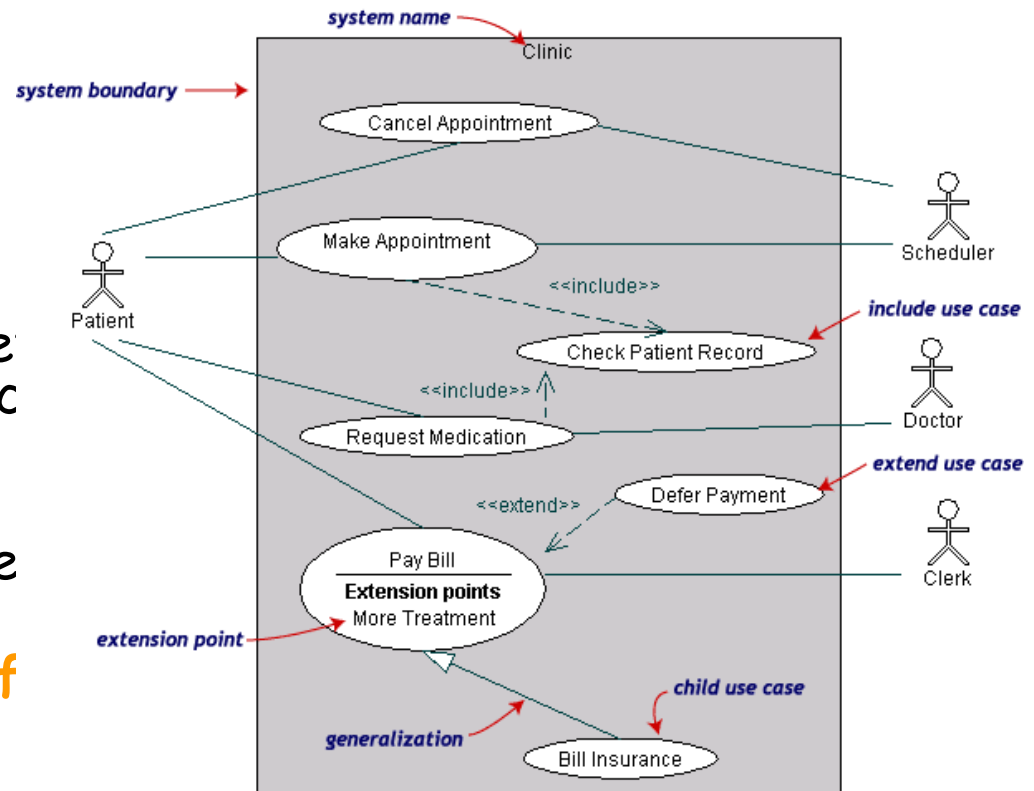 system name
Clinic
system boundary
Cancel Appointment
Make Appointment
Scheduler
Patient
<<include>>
include use case
Check Patient Record
<<include>>
Doctor
Request Medication
extend use case
Defer Payment
<<extend>>
Pay Bill
Extension points
More Treatment
Clerk
extension point
child use case
generalization
Bill Insurance